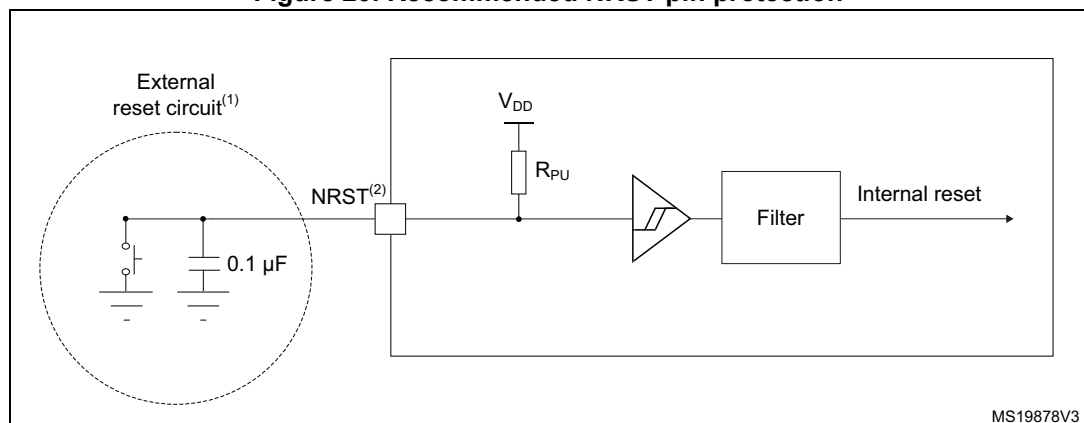 External
reset circuit(1)
VDD
RPU
NRST(2)
Filter
Internal reset
0.1 µF
MS19878V3